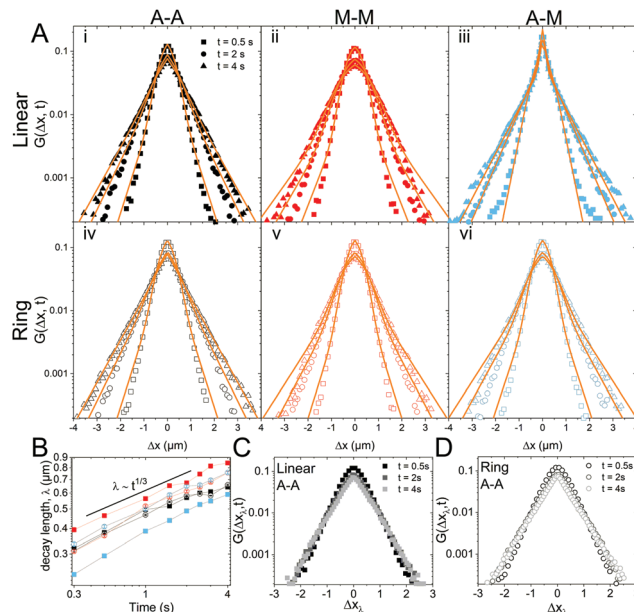 A-A M-M A-M
A
i ii iii
t = 0.5 s
t = 2 s
t = 4 s
Linear
G(Δx, t)
0.1
0.01
0.001
iv v vi
Ring
G(Δx, t)
0.1
0.01
0.001
-4 -3 -2 -1 0 1 2 3 4 -3 -2 -1 0 1 2 3 4 -3 -2 -1 0 1 2 3 4
Δx (μm) Δx (μm) Δx (μm)
B
decay length, λ (μm)
0.9
0.8
0.7
0.6
0.5
0.4
0.3
λ ~ t^1/3
0.3 1 4
Time (s)
C
Linear
A-A
t = 0.5s
t = 2s
t = 4s
G(Δxλ,t)
0.1
0.01
0.001
-3 -2 -1 0 1 2 3
Δxλ
D
Ring
A-A
t = 0.5s
t = 2s
t = 4s
G(Δxλ,t)
0.1
0.01
0.001
-3 -2 -1 0 1 2
Δxλ